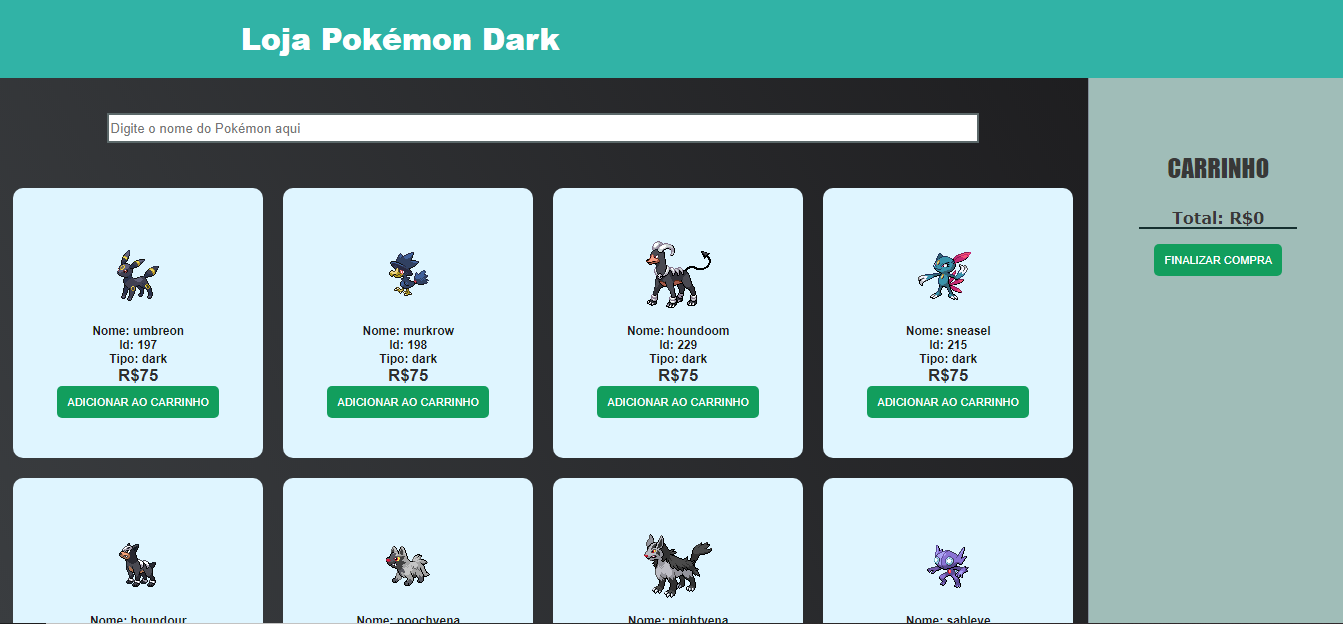 Loja Pokémon Dark
Digite o nome do Pokémon aqui
CARRINHO
Total: R$0
FINALIZAR COMPRA
Nome: umbreon
Id: 197
Tipo: dark
R$75
ADICIONAR AO CARRINHO
Nome: murkrow
Id: 198
Tipo: dark
R$75
ADICIONAR AO CARRINHO
Nome: houndoom
Id: 229
Tipo: dark
R$75
ADICIONAR AO CARRINHO
Nome: sneasel
Id: 215
Tipo: dark
R$75
ADICIONAR AO CARRINHO
Nome: houndour
Nome: poochyena
Nome: mightyena
Nome: sableye